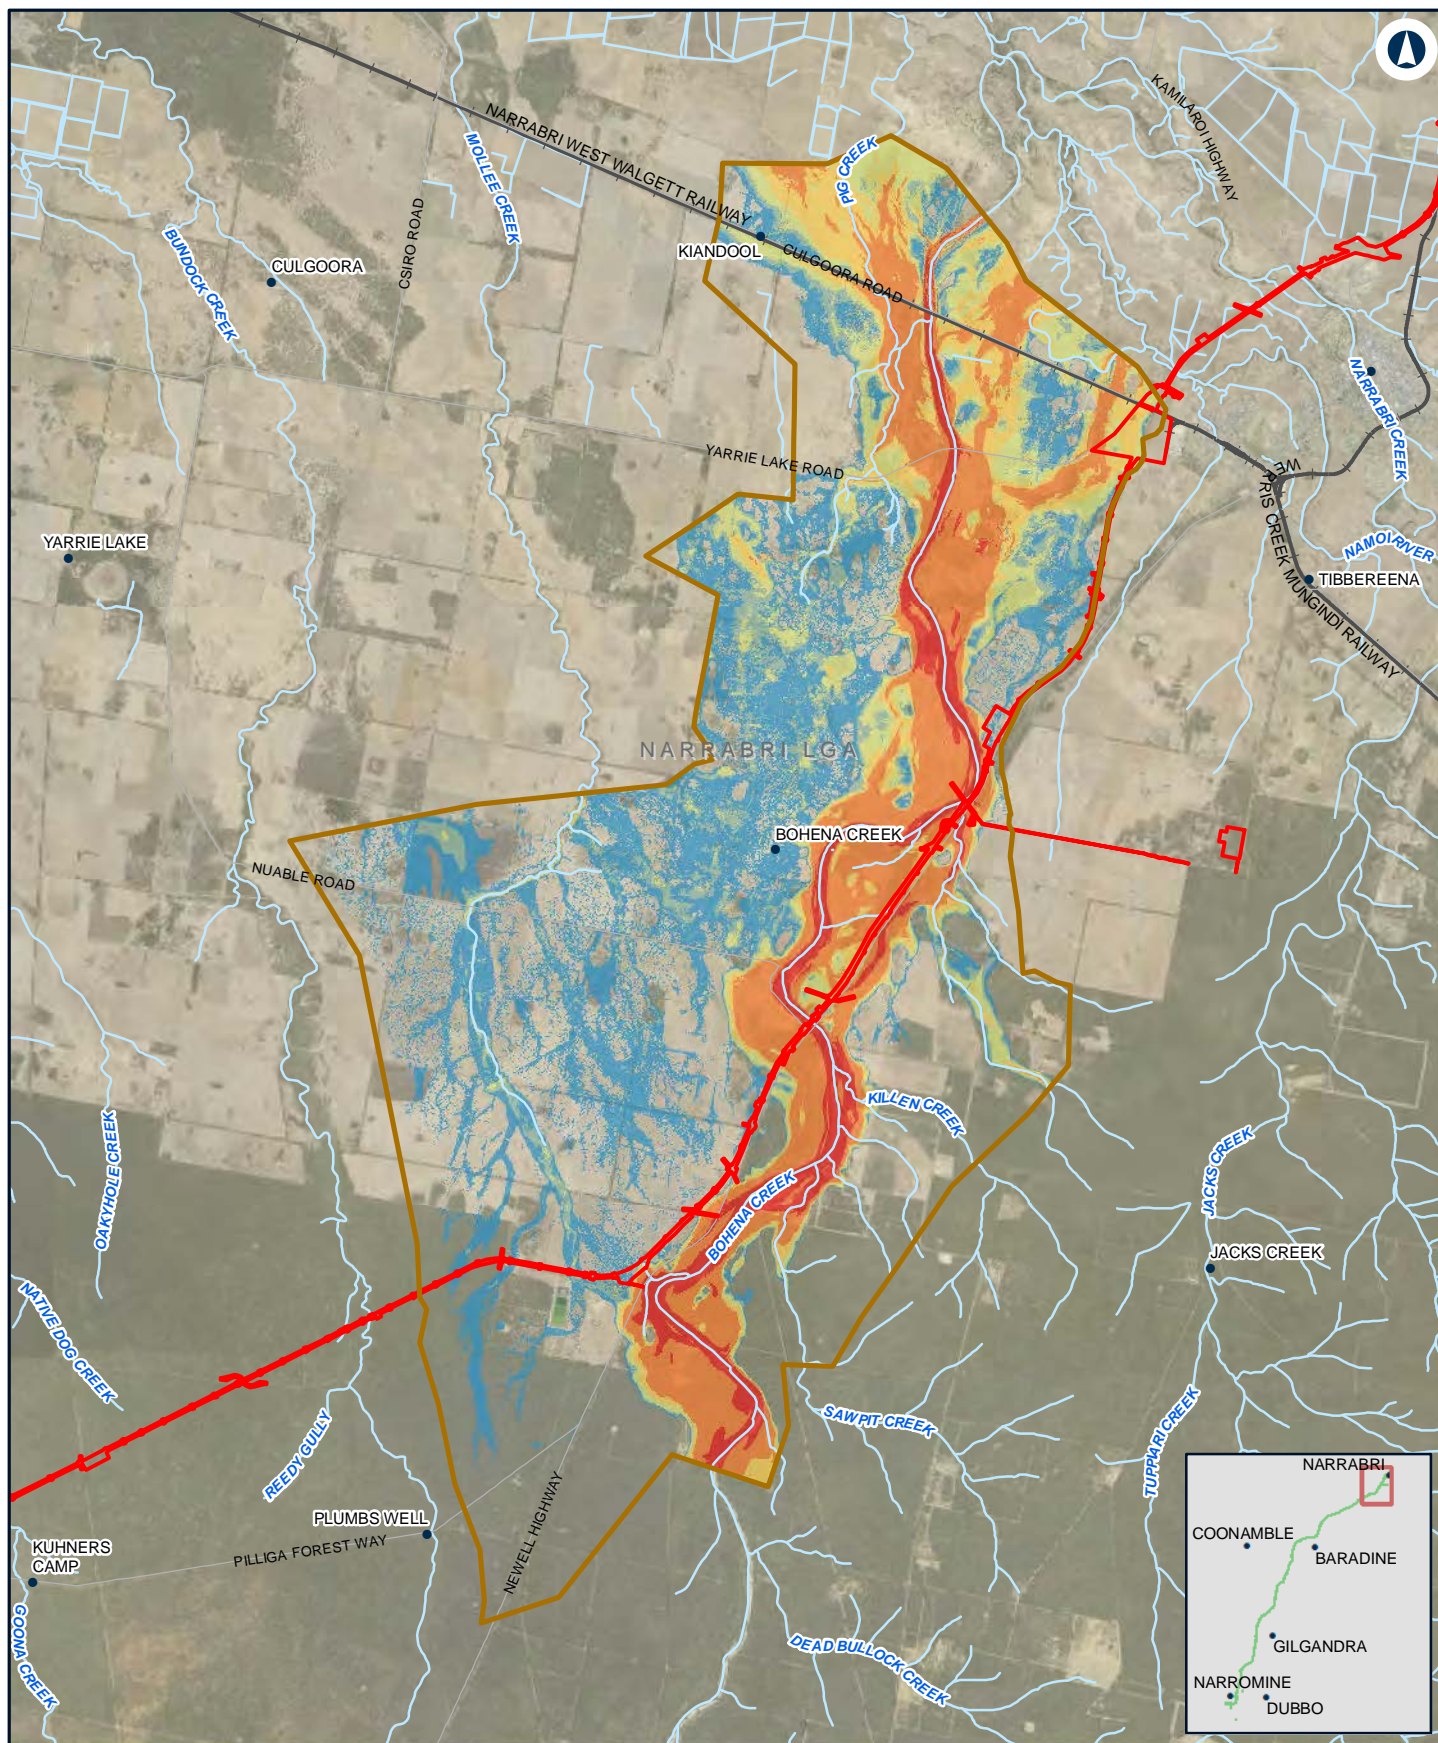 KAMILAROI HIGHWAY
NARRABRI WEST WALGETT RAILWAY
MOLLEE CREEK
PIG CREEK
CSIRO ROAD
BUNDOCK CREEK
CULGOORA
KIANDOOL
CULGOORA ROAD
NARRABRI CREEK
YARRIE LAKE ROAD
WERRIS CREEK MUNGINDI RAILWAY
YARRIE LAKE
NAMOI RIVER
TIBBEREENA
NARRABRI LGA
BOHENA CREEK
NUABLE ROAD
KILLEN CREEK
OAKYHOLE CREEK
JACKS CREEK
BOHENA CREEK
JACKS CREEK
NATIVE DOG CREEK
SAWPIT CREEK
TUPPIARI CREEK
REEDY GULLY
PLUMBS WELL
NEWELL HIGHWAY
PILLIGA FOREST WAY
KUHNERS
CAMP
GOONA CREEK
DEAD BULLOCK CREEK
NARRABRI
COONAMBLE
BARADINE
GILGANDRA
NARROMINE
DUBBO